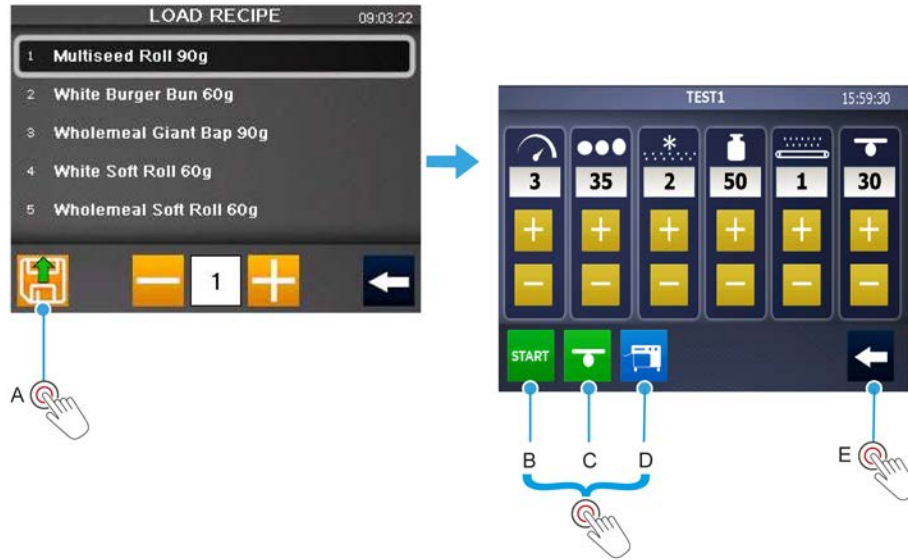 LOAD RECIPE 09:03:22
1 Multiseed Roll 90g
2 White Burger Bun 60g
3 Wholemeal Giant Bap 90g
4 White Soft Roll 60g
5 Wholemeal Soft Roll 60g
1
A
TEST1 15:59:30
3 35 2 50 1 30
START
B C D E